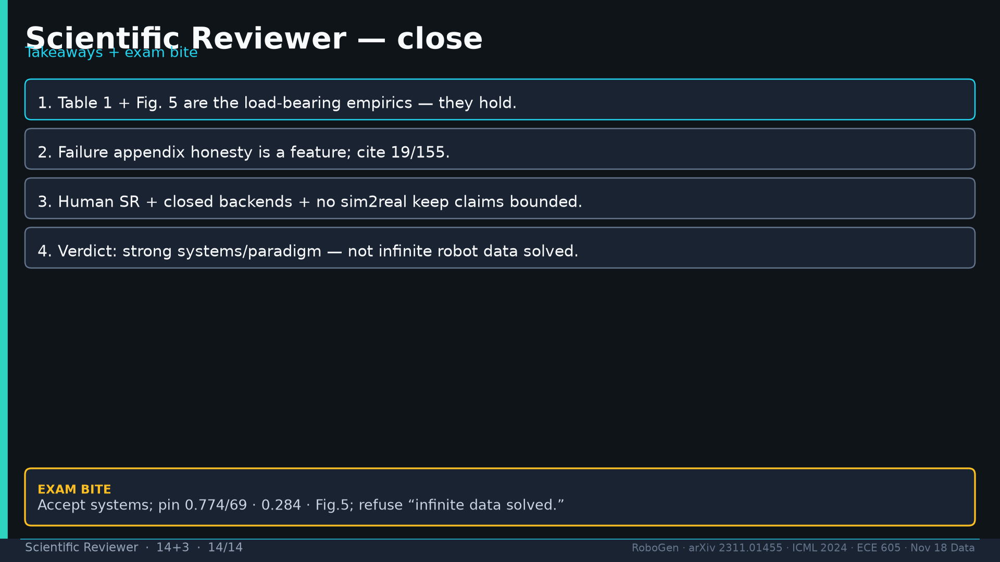 Scientific Reviewer — close
Takeaways + exam bite
1. Table 1 + Fig. 5 are the load-bearing empirics — they hold.
2. Failure appendix honesty is a feature; cite 19/155.
3. Human SR + closed backends + no sim2real keep claims bounded.
4. Verdict: strong systems/paradigm — not infinite robot data solved.
EXAM BITE
Accept systems; pin 0.774/69 · 0.284 · Fig.5; refuse “infinite data solved.”
Scientific Reviewer · 14+3 · 14/14
RoboGen · arXiv 2311.01455 · ICML 2024 · ECE 605 · Nov 18 Data